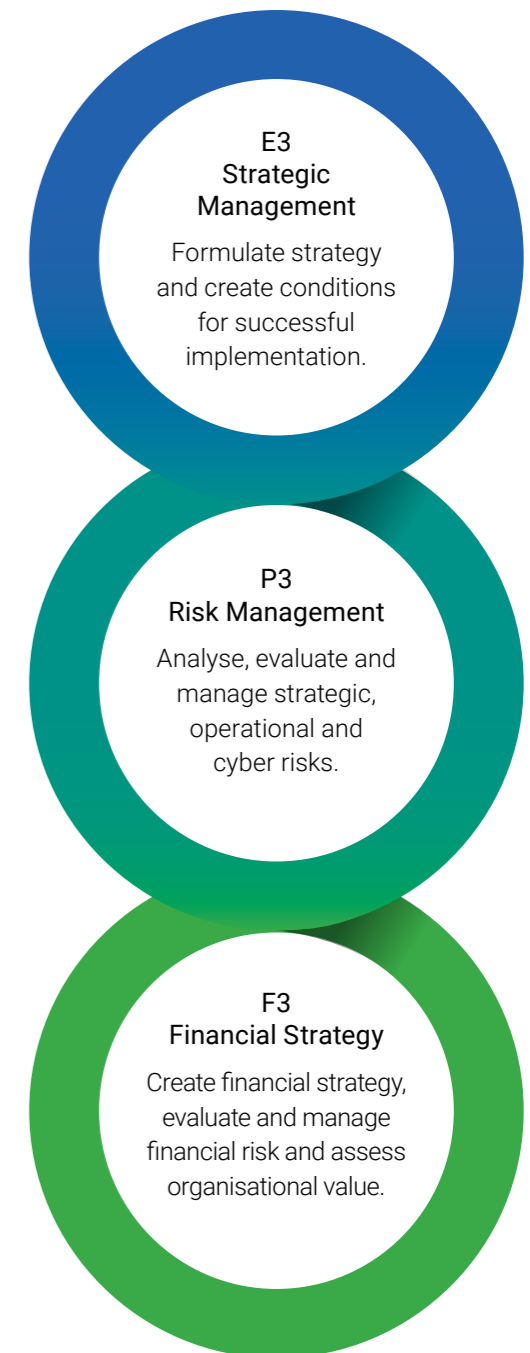 E3
Strategic
Management
Formulate strategy
and create conditions
for successful
implementation.
P3
Risk Management
Analyse, evaluate and
manage strategic,
operational and
cyber risks.
F3
Financial Strategy
Create financial strategy,
evaluate and manage
financial risk and assess
organisational value.